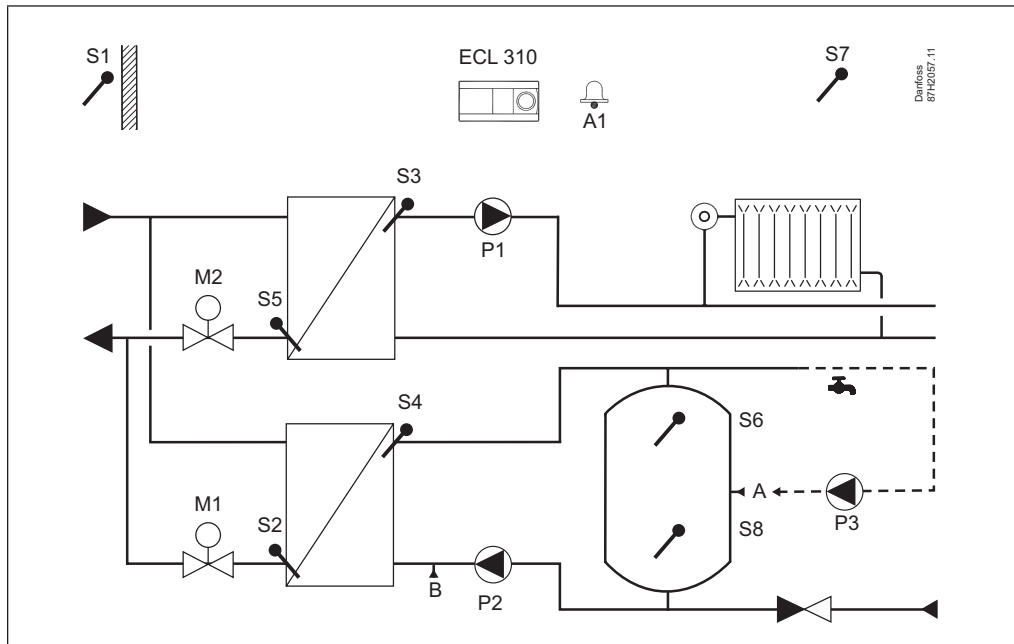 S1
ECL 310
A1
S7
Danfoss
87H2057.11
S3
P1
M2
S5
S4
S6
A
P3
S8
M1
S2
B
P2